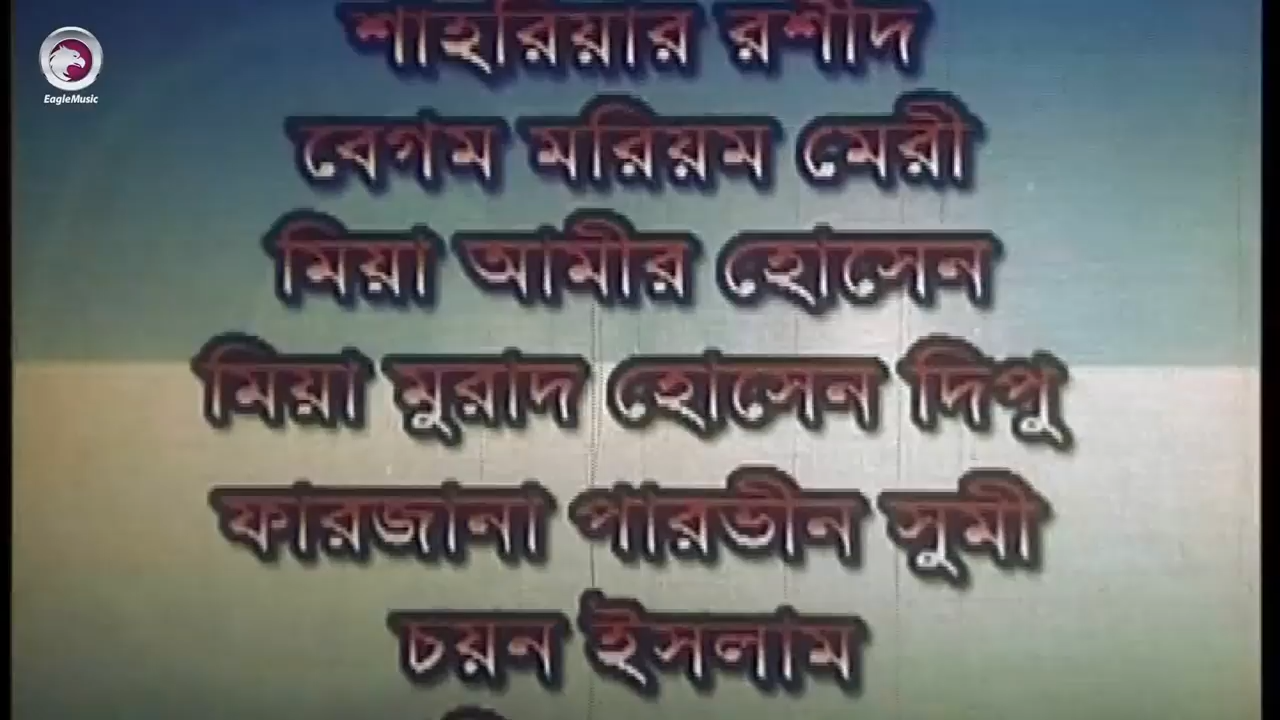 EagleMusic
শাহরিয়ার রশীদ
বেগম মরিয়ম মেরী
মিয়া আমীর হোসেন
মিয়া মুরাদ হোসেন দিপু
ফারজানা পারভীন সুমী
চয়ন ইসলাম